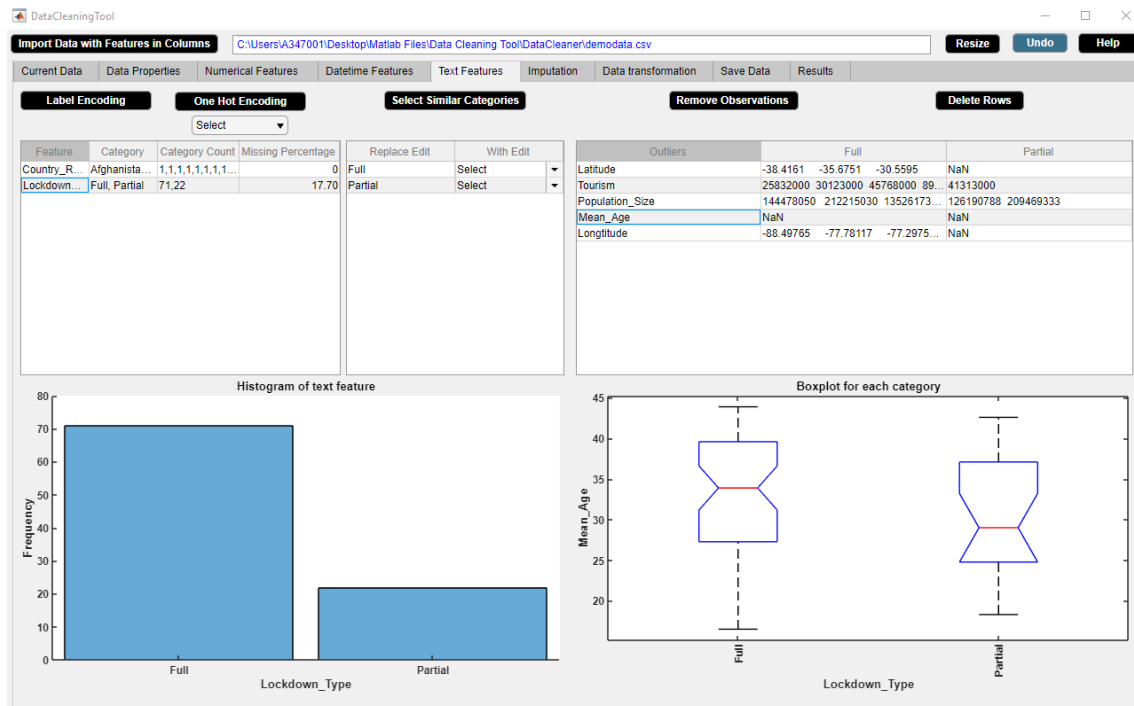 DataCleaningTool
Import Data with Features in Columns C:\Users\A347001\Desktop\Matlab Files\Data Cleaning Tool\DataCleaner\demodata.csv Resize Undo Help
Current Data Data Properties Numerical Features Datetime Features Text Features Imputation Data transformation Save Data Results
Label Encoding One Hot Encoding Select Similar Categories Remove Observations Delete Rows
Select
Feature Category Category Count Missing Percentage Replace Edit With Edit Outliers Full Partial
Country_R... Afghanista... 1,1,1,1,1,1,1,1... 0 Full Select Latitude -38.4161 -35.6751 -30.5595 NaN
Lockdown... Full, Partial 71,22 17.70 Partial Select Tourism 25832000 30123000 45768000 89... 41313000
Population_Size 144478050 212215030 13526173... 126190788 209469333
Mean_Age NaN NaN
Longtitude -88.49765 -77.78117 -77.2975... NaN
Histogram of text feature
80
70
60
50
40
30
20
10
0
Frequency
Full Partial
Lockdown_Type
Boxplot for each category
45
40
35
30
25
20
Mean_Age
Full Partial
Lockdown_Type